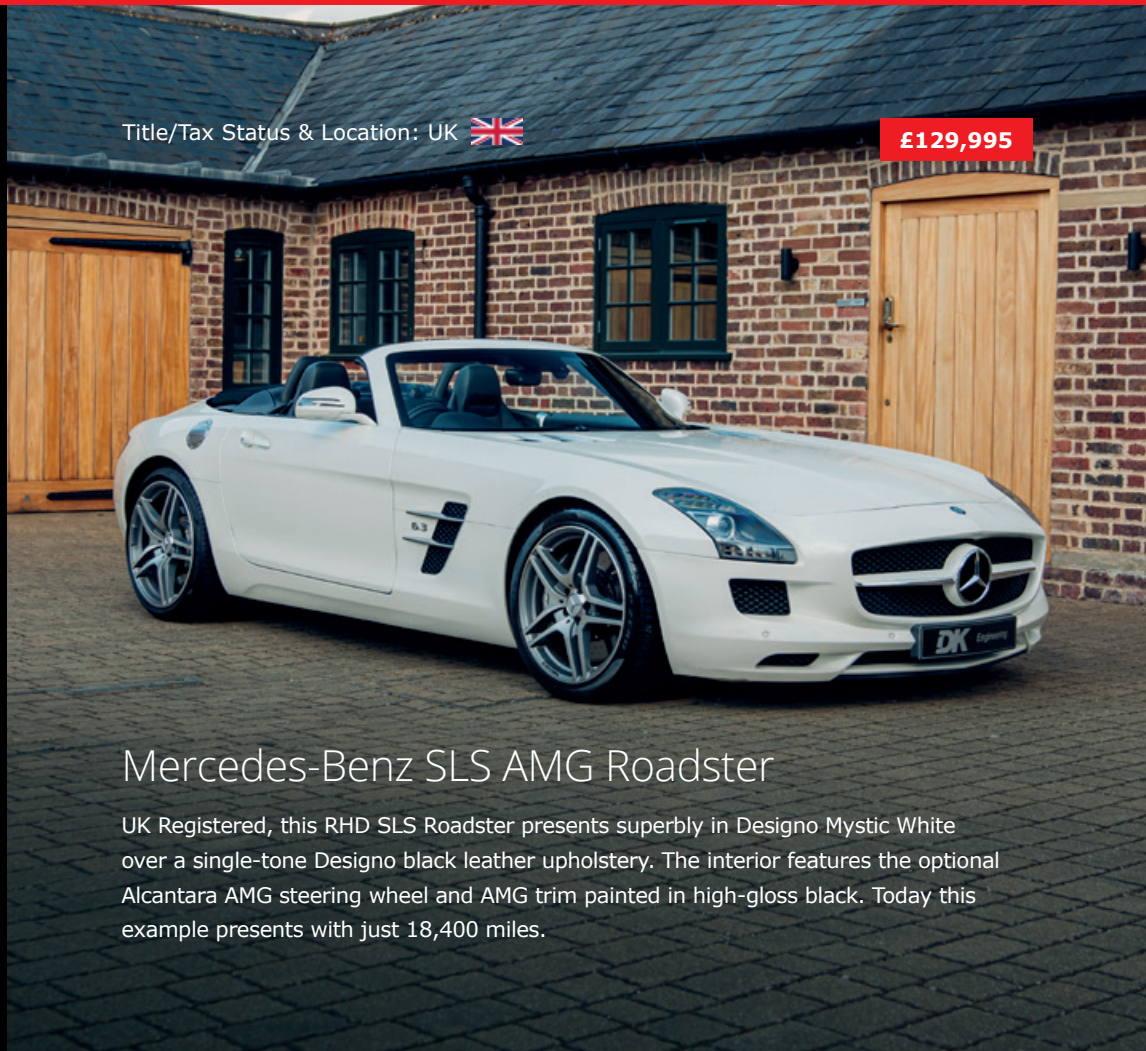 Title/Tax Status & Location: UK
£129,995
6.3
DK Engineering
Mercedes-Benz SLS AMG Roadster
UK Registered, this RHD SLS Roadster presents superbly in Designo Mystic White
over a single-tone Designo black leather upholstery. The interior features the optional
Alcantara AMG steering wheel and AMG trim painted in high-gloss black. Today this
example presents with just 18,400 miles.